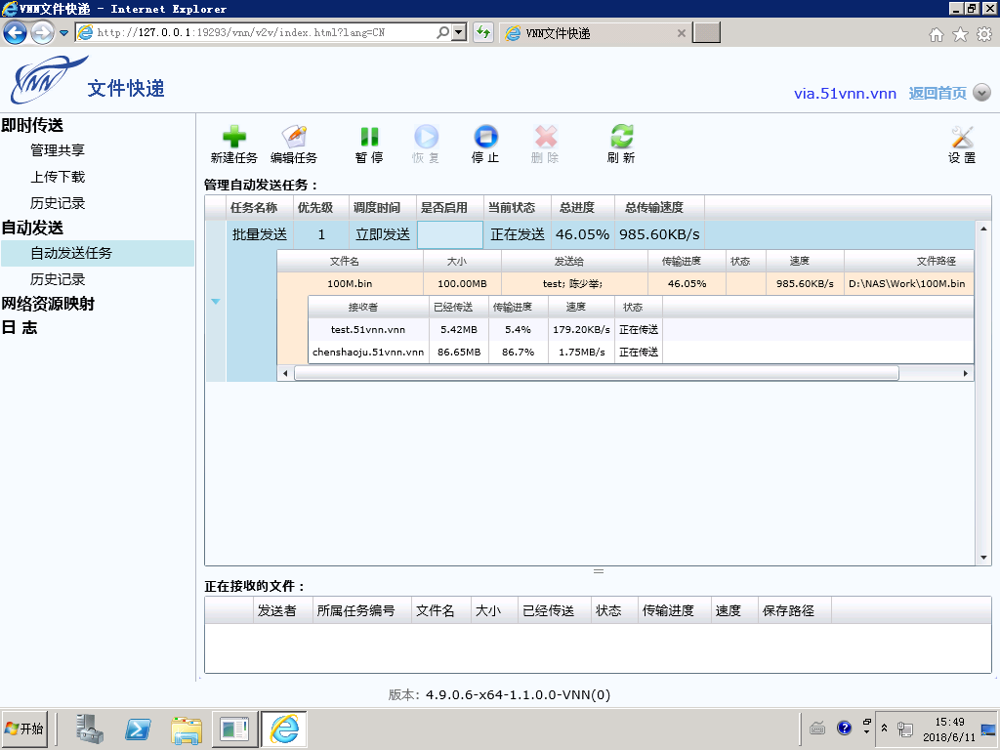 VNN文件快递 - Internet Explorer
http://127.0.0.1:19293/vnn/v2v/index.html?lang=CN
VNN文件快递
VNN 文件快递
via.51vnn.vnn 返回首页
即时传送
管理共享
上传下载
历史记录
自动发送
自动发送任务
历史记录
网络资源映射
日 志
新建任务 编辑任务 暂 停 恢 复 停 止 删 除 刷 新 设 置
管理自动发送任务：
任务名称 优先级 调度时间 是否启用 当前状态 总进度 总传输速度
批量发送 1 立即发送 正在发送 46.05% 985.60KB/s
文件名 大小 发送给 传输进度 状态 速度 文件路径
100M.bin 100.00MB test; 陈少举; 46.05% 985.60KB/s D:\NAS\Work\100M.bin
接收者 已经传送 传输进度 速度 状态
test.51vnn.vnn 5.42MB 5.4% 179.20KB/s 正在传送
chenshaoju.51vnn.vnn 86.65MB 86.7% 1.75MB/s 正在传送
正在接收的文件：
发送者 所属任务编号 文件名 大小 已经传送 状态 传输进度 速度 保存路径
版本: 4.9.0.6-x64-1.1.0.0-VNN(0)
开始
15:49
2018/6/11